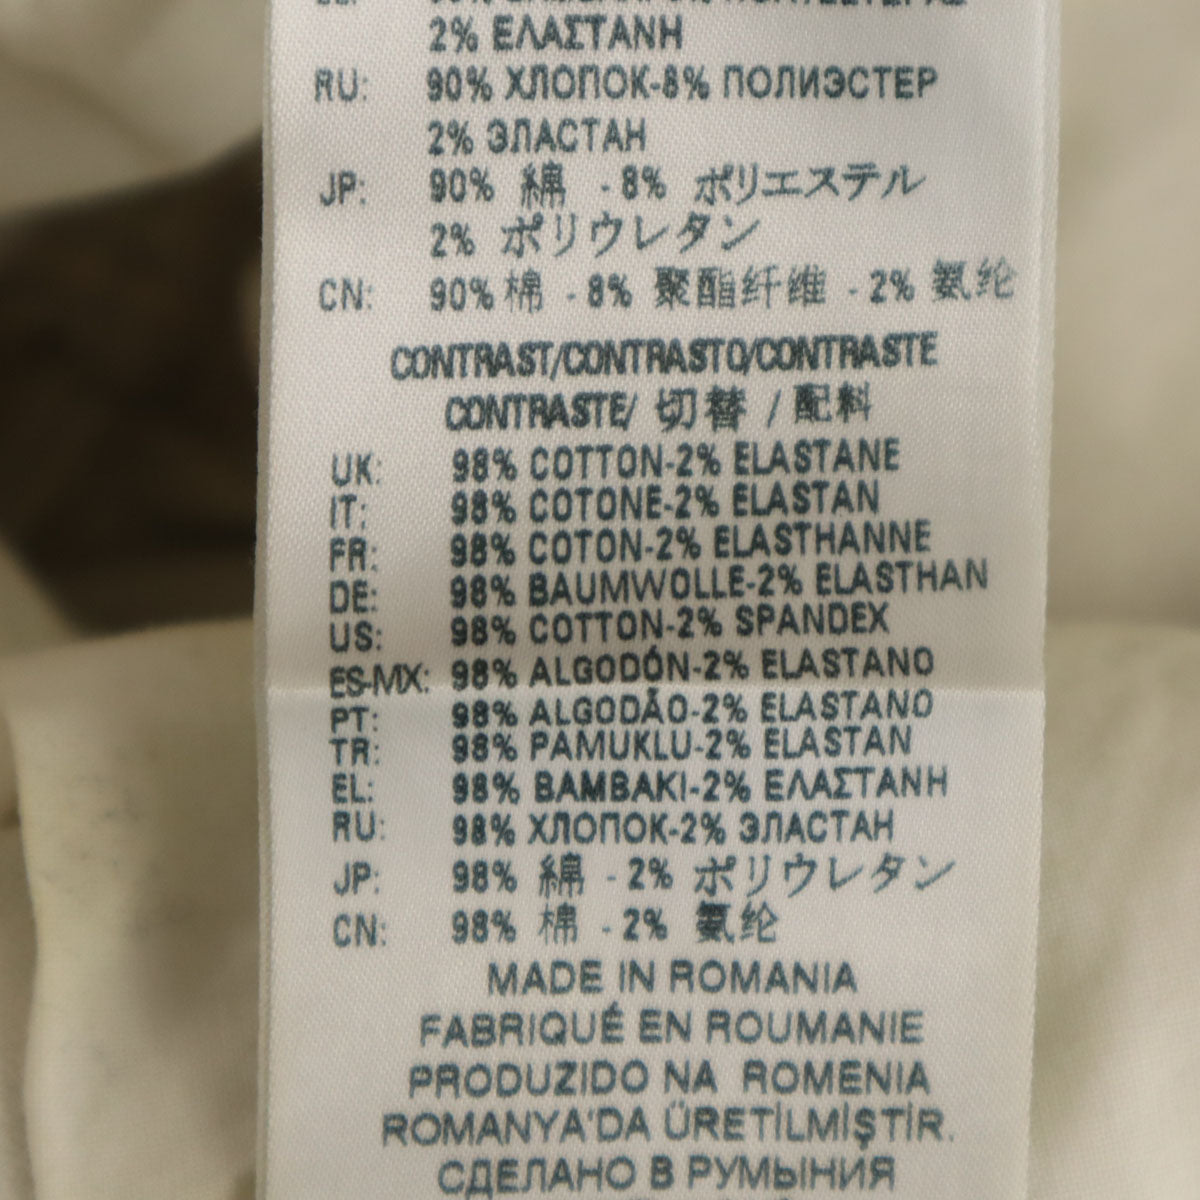 2% ΕΛΑΣΤΑΝΗ
RU: 90% ХЛОПОК-8% ПОЛИЭСТЕР
2% ЭЛАСТАН
JP: 90% 綿 - 8% ポリエステル
2% ポリウレタン
CN: 90% 棉 - 8% 聚酯纤维 - 2% 氨纶
CONTRAST/CONTRASTO/CONTRASTE
CONTRASTE/ 切替 / 配料
UK: 98% COTTON-2% ELASTANE
IT: 98% COTONE-2% ELASTAN
FR: 98% COTON-2% ELASTHANNE
DE: 98% BAUMWOLLE-2% ELASTHAN
US: 98% COTTON-2% SPANDEX
ES-MX: 98% ALGODÓN-2% ELASTANO
PT: 98% ALGODÃO-2% ELASTANO
TR: 98% PAMUKLU-2% ELASTAN
EL: 98% ΒΑΜΒΑΚΙ-2% ΕΛΑΣΤΑΝΗ
RU: 98% ХЛОПОК-2% ЭЛАСТАН
JP: 98% 綿 - 2% ポリウレタン
CN: 98% 棉 - 2% 氨纶
MADE IN ROMANIA
FABRIQUÉ EN ROUMANIE
PRODUZIDO NA ROMENIA
ROMANYA'DA ÜRETİLMİŞTİR.
СДЕЛАНО В РУМЫНИЯ